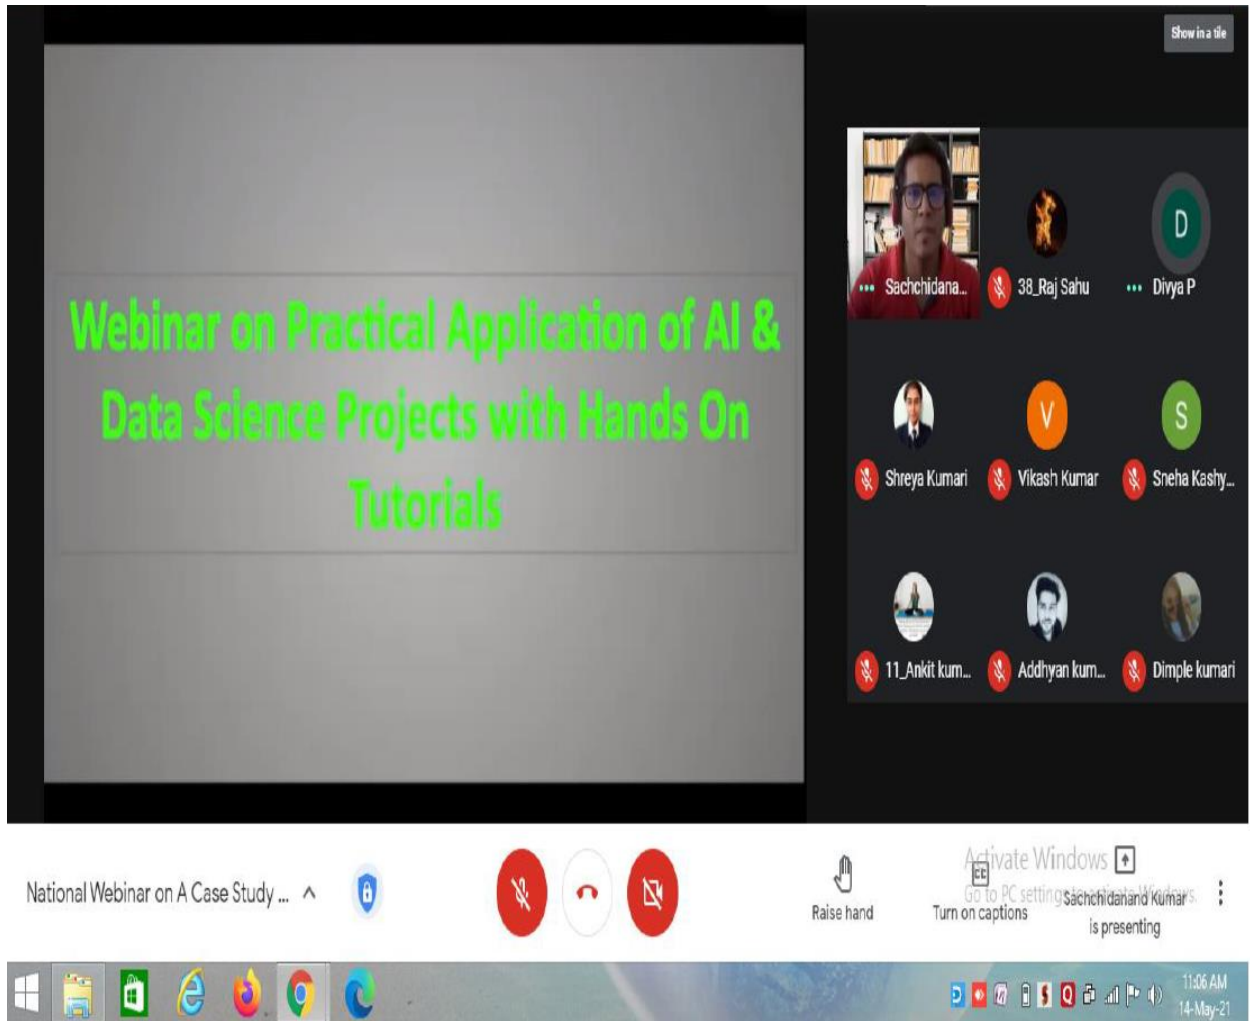 Show in a tile
Webinar on Practical Application of AI &
Data Science Projects with Hands On
Tutorials
Sachchidana...
38_Raj Sahu
D
Divya P
Shreya Kumari
V
Vikash Kumar
S
Sneha Kashy...
11_Ankit kum...
Addhyan kum...
Dimple kumari
National Webinar on A Case Study ...
Raise hand
Turn on captions
Activate Windows
Go to PC settings to activate Windows.
Sachchidanand Kumar
is presenting
11:06 AM
14-May-21